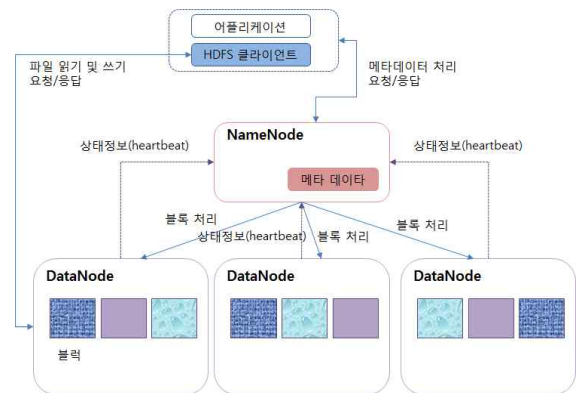 어플리케이션
HDFS 클라이언트
파일 읽기 및 쓰기
요청/응답
메타데이터 처리
요청/응답
NameNode
상태정보(heartbeat)
상태정보(heartbeat)
메타 데이타
블록 처리
상태정보(heartbeat)
블록 처리
블록 처리
DataNode
DataNode
DataNode
블럭